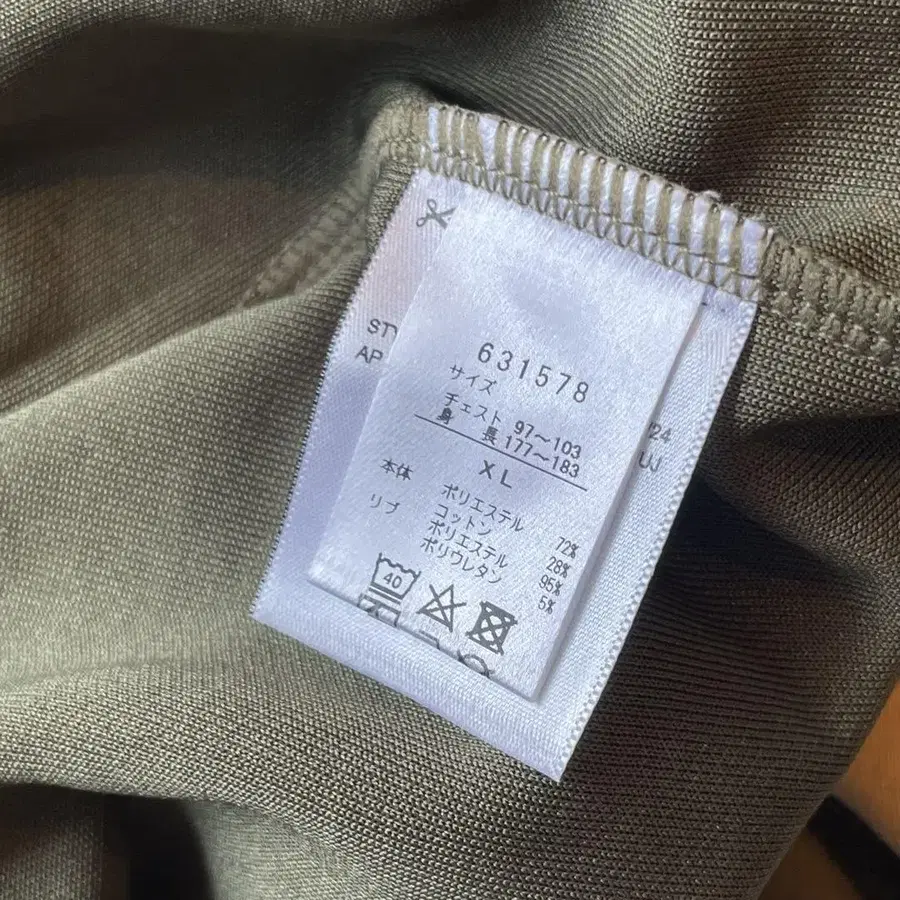 STY
AP
631578
サイズ
チェスト 97～103
身 長 177～183
XL
本体 ポリエステル 72%
コットン 28%
リブ ポリエステル 95%
ポリウレタン 5%
40
24
UJ